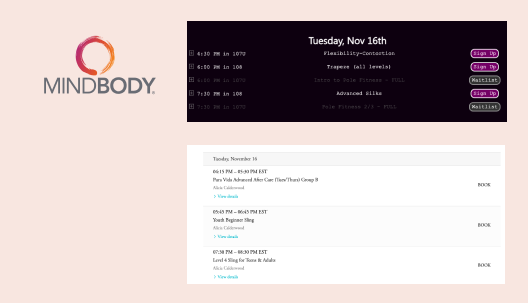 MINDBODY
Tuesday, Nov 16th
6:30 PM in 107U Flexibility-Contortion Sign Up
6:00 PM in 108 Trapeze (all levels) Sign Up
6:00 PM in 107U Intro to Pole Fitness - FULL Waitlist
7:30 PM in 108 Advanced Silks Sign Up
7:30 PM in 107U Pole Fitness 2/3 - FULL Waitlist
Tuesday, November 16
04:15 PM – 05:30 PM EST
Para Vida Advanced After Care (Tues/Thurs) Group B
Alicia Calderwood
View details
BOOK
05:45 PM – 06:45 PM EST
Youth Beginner Sling
Alicia Calderwood
View details
BOOK
07:30 PM – 08:30 PM EST
Level 4 Sling for Teens & Adults
Alicia Calderwood
View details
BOOK